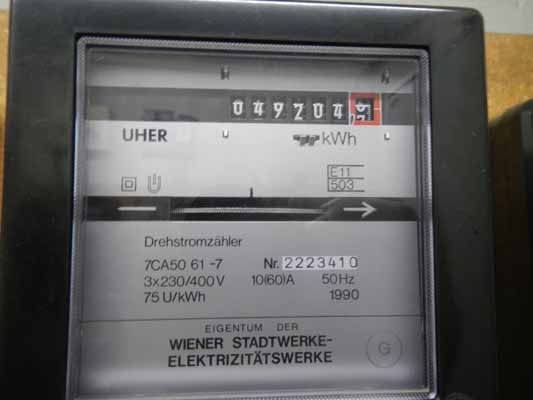 049204
UHER
kWh
E11
503
Drehstromzähler
7CA50 61-7 Nr. 2223410
3x230/400V 10(60)A 50Hz
75 U/kWh 1990
EIGENTUM DER
WIENER STADTWERKE-
ELEKTRIZITÄTSWERKE
G